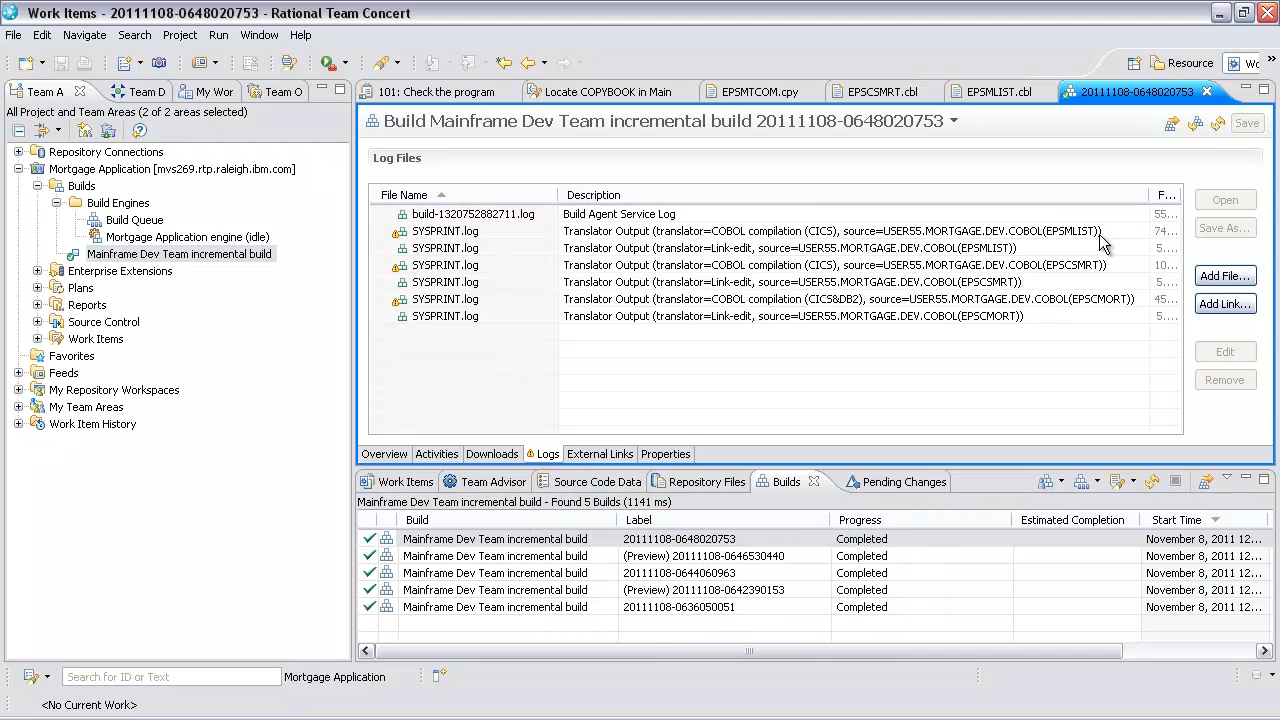 Work Items - 20111108-0648020753 - Rational Team Concert
File Edit Navigate Search Project Run Window Help
Resource Wo
Team A Team D My Wor Team O
101: Check the program Locate COPYBOOK in Main EPSMTCOM.cpy EPSCSMRT.cbl EPSMLIST.cbl 20111108-0648020753
All Project and Team Areas (2 of 2 areas selected)
Repository Connections
Mortgage Application [mvs269.rtp.raleigh.ibm.com]
Builds
Build Engines
Build Queue
Mortgage Application engine (idle)
Mainframe Dev Team incremental build
Enterprise Extensions
Plans
Reports
Source Control
Work Items
Favorites
Feeds
My Repository Workspaces
My Team Areas
Work Item History
Build Mainframe Dev Team incremental build 20111108-0648020753
Save
Log Files
File Name Description F...
build-1320752882711.log Build Agent Service Log 55...
SYSPRINT.log Translator Output (translator=COBOL compilation (CICS), source=USER55.MORTGAGE.DEV.COBOL(EPSMLIST)) 74...
SYSPRINT.log Translator Output (translator=Link-edit, source=USER55.MORTGAGE.DEV.COBOL(EPSMLIST)) 5....
SYSPRINT.log Translator Output (translator=COBOL compilation (CICS), source=USER55.MORTGAGE.DEV.COBOL(EPSCSMRT)) 10...
SYSPRINT.log Translator Output (translator=Link-edit, source=USER55.MORTGAGE.DEV.COBOL(EPSCSMRT)) 5....
SYSPRINT.log Translator Output (translator=COBOL compilation (CICS&DB2), source=USER55.MORTGAGE.DEV.COBOL(EPSCMORT)) 45...
SYSPRINT.log Translator Output (translator=Link-edit, source=USER55.MORTGAGE.DEV.COBOL(EPSCMORT)) 5....
Open
Save As...
Add File...
Add Link...
Edit
Remove
Overview Activities Downloads Logs External Links Properties
Work Items Team Advisor Source Code Data Repository Files Builds Pending Changes
Mainframe Dev Team incremental build - Found 5 Builds (1141 ms)
Build Label Progress Estimated Completion Start Time
Mainframe Dev Team incremental build 20111108-0648020753 Completed November 8, 2011 12...
Mainframe Dev Team incremental build (Preview) 20111108-0646530440 Completed November 8, 2011 12...
Mainframe Dev Team incremental build 20111108-0644060963 Completed November 8, 2011 12...
Mainframe Dev Team incremental build (Preview) 20111108-0642390153 Completed November 8, 2011 12...
Mainframe Dev Team incremental build 20111108-0636050051 Completed November 8, 2011 12...
Search for ID or Text Mortgage Application
<No Current Work>